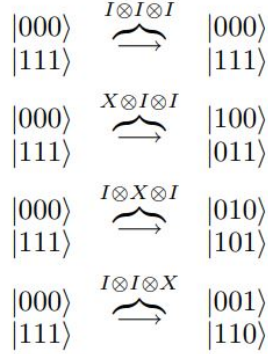 I⊗I⊗I
|000⟩ ⟶ |000⟩
|111⟩ |111⟩
X⊗I⊗I
|000⟩ ⟶ |100⟩
|111⟩ |011⟩
I⊗X⊗I
|000⟩ ⟶ |010⟩
|111⟩ |101⟩
I⊗I⊗X
|000⟩ ⟶ |001⟩
|111⟩ |110⟩